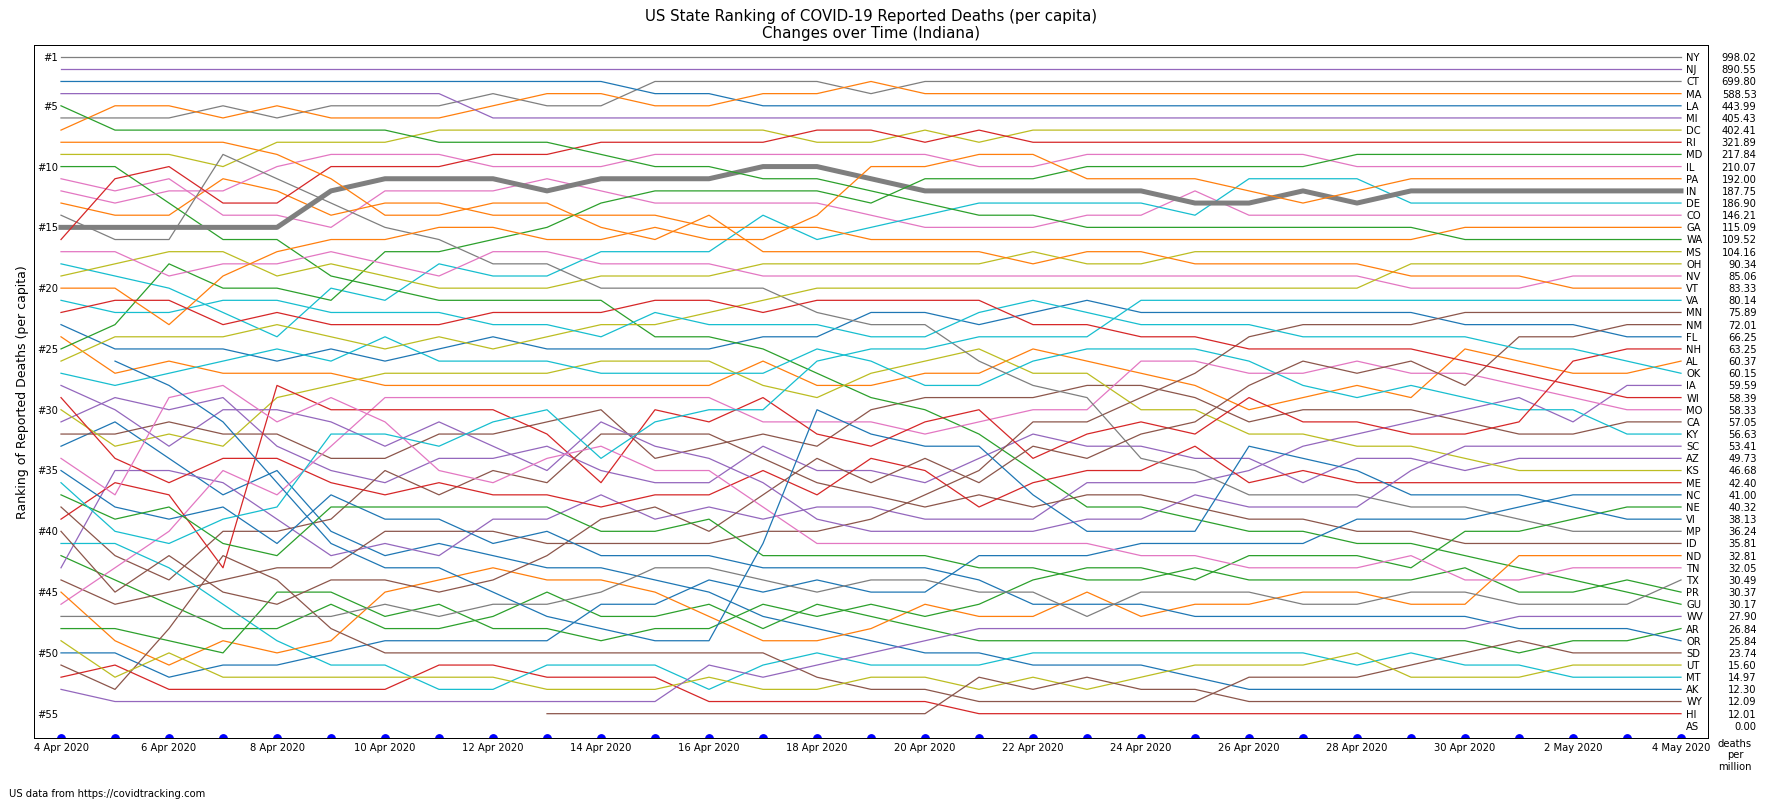 US State Ranking of COVID-19 Reported Deaths (per capita)
Changes over Time (Indiana)
Ranking of Reported Deaths (per capita)
#1
#5
#10
#15
#20
#25
#30
#35
#40
#45
#50
#55
NY 998.02
NJ 890.55
CT 699.80
MA 588.53
LA 443.99
MI 405.43
DC 402.41
RI 321.89
MD 217.84
IL 210.07
PA 192.00
IN 187.75
DE 186.90
CO 146.21
GA 115.09
WA 109.52
MS 104.16
OH 90.34
NV 85.06
VT 83.33
VA 80.14
MN 75.89
NM 72.01
FL 66.25
NH 63.25
AL 60.37
OK 60.15
IA 59.59
WI 58.39
MO 58.33
CA 57.05
KY 56.63
SC 53.41
AZ 49.73
KS 46.68
ME 42.40
NC 41.00
NE 40.32
VI 38.13
MP 36.24
ID 35.81
ND 32.81
TN 32.05
TX 30.49
PR 30.37
GU 30.17
WV 27.90
AR 26.84
OR 25.84
SD 23.74
UT 15.60
MT 14.97
AK 12.30
WY 12.09
HI 12.01
AS 0.00
4 Apr 2020 6 Apr 2020 8 Apr 2020 10 Apr 2020 12 Apr 2020 14 Apr 2020 16 Apr 2020 18 Apr 2020 20 Apr 2020 22 Apr 2020 24 Apr 2020 26 Apr 2020 28 Apr 2020 30 Apr 2020 2 May 2020 4 May 2020
deaths
per
million
US data from https://covidtracking.com